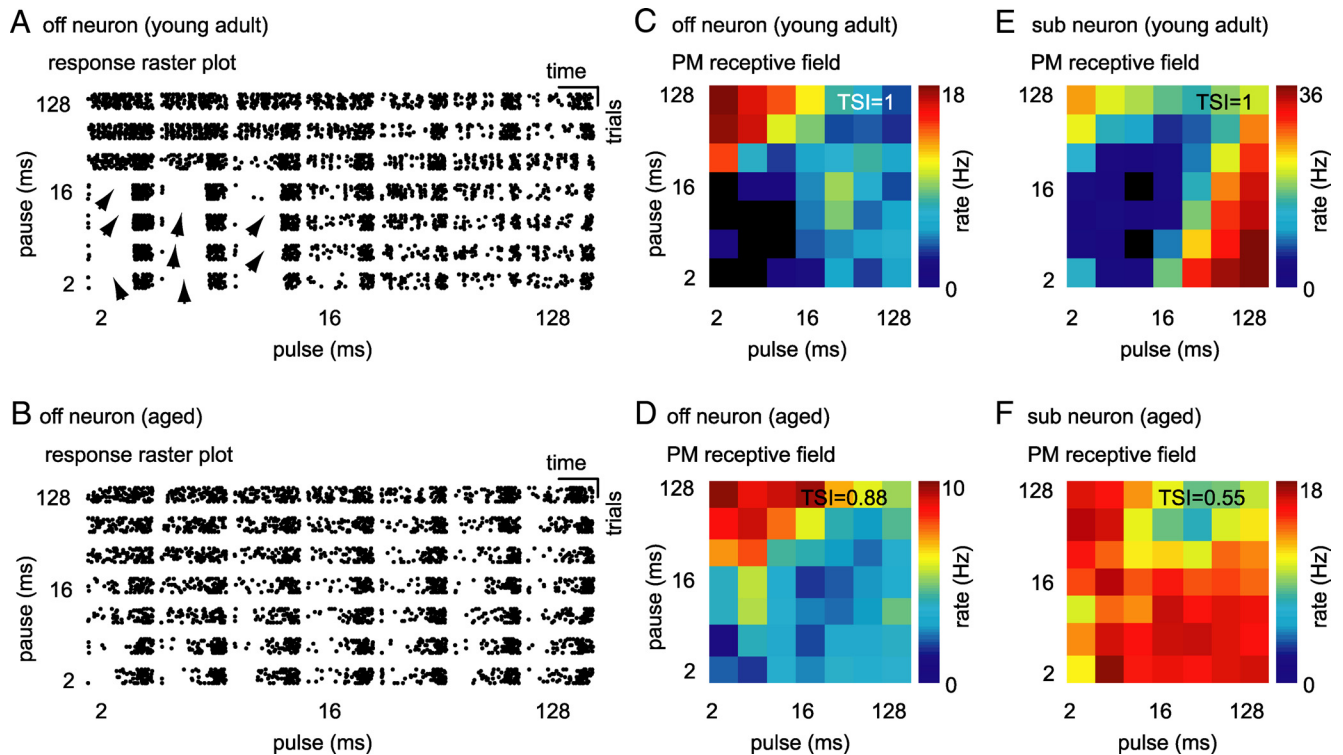 A off neuron (young adult)
response raster plot
time
trials
128
16
2
pause (ms)
2 16 128
pulse (ms)
C off neuron (young adult)
PM receptive field
TSI=1
128
16
2
2 16 128
pulse (ms)
18
0
rate (Hz)
E sub neuron (young adult)
PM receptive field
TSI=1
128
16
2
2 16 128
pulse (ms)
36
0
rate (Hz)
B off neuron (aged)
response raster plot
time
trials
128
16
2
pause (ms)
2 16 128
pulse (ms)
D off neuron (aged)
PM receptive field
TSI=0.88
pause (ms)
128
16
2
2 16 128
pulse (ms)
10
0
rate (Hz)
F sub neuron (aged)
PM receptive field
TSI=0.55
128
16
2
2 16 128
pulse (ms)
18
0
rate (Hz)